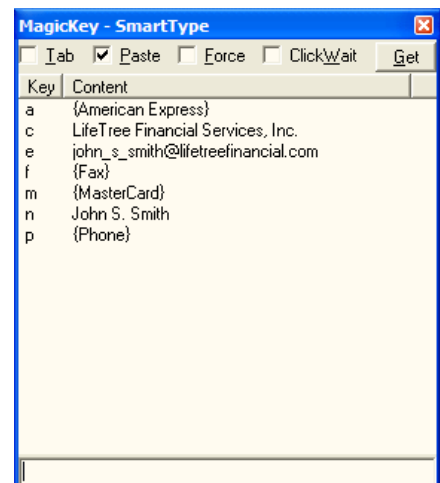 MagicKey - SmartType
Tab Paste Force ClickWait Get
Key Content
a {American Express}
c LifeTree Financial Services, Inc.
e john_s_smith@lifetreefinancial.com
f {Fax}
m {MasterCard}
n John S. Smith
p {Phone}